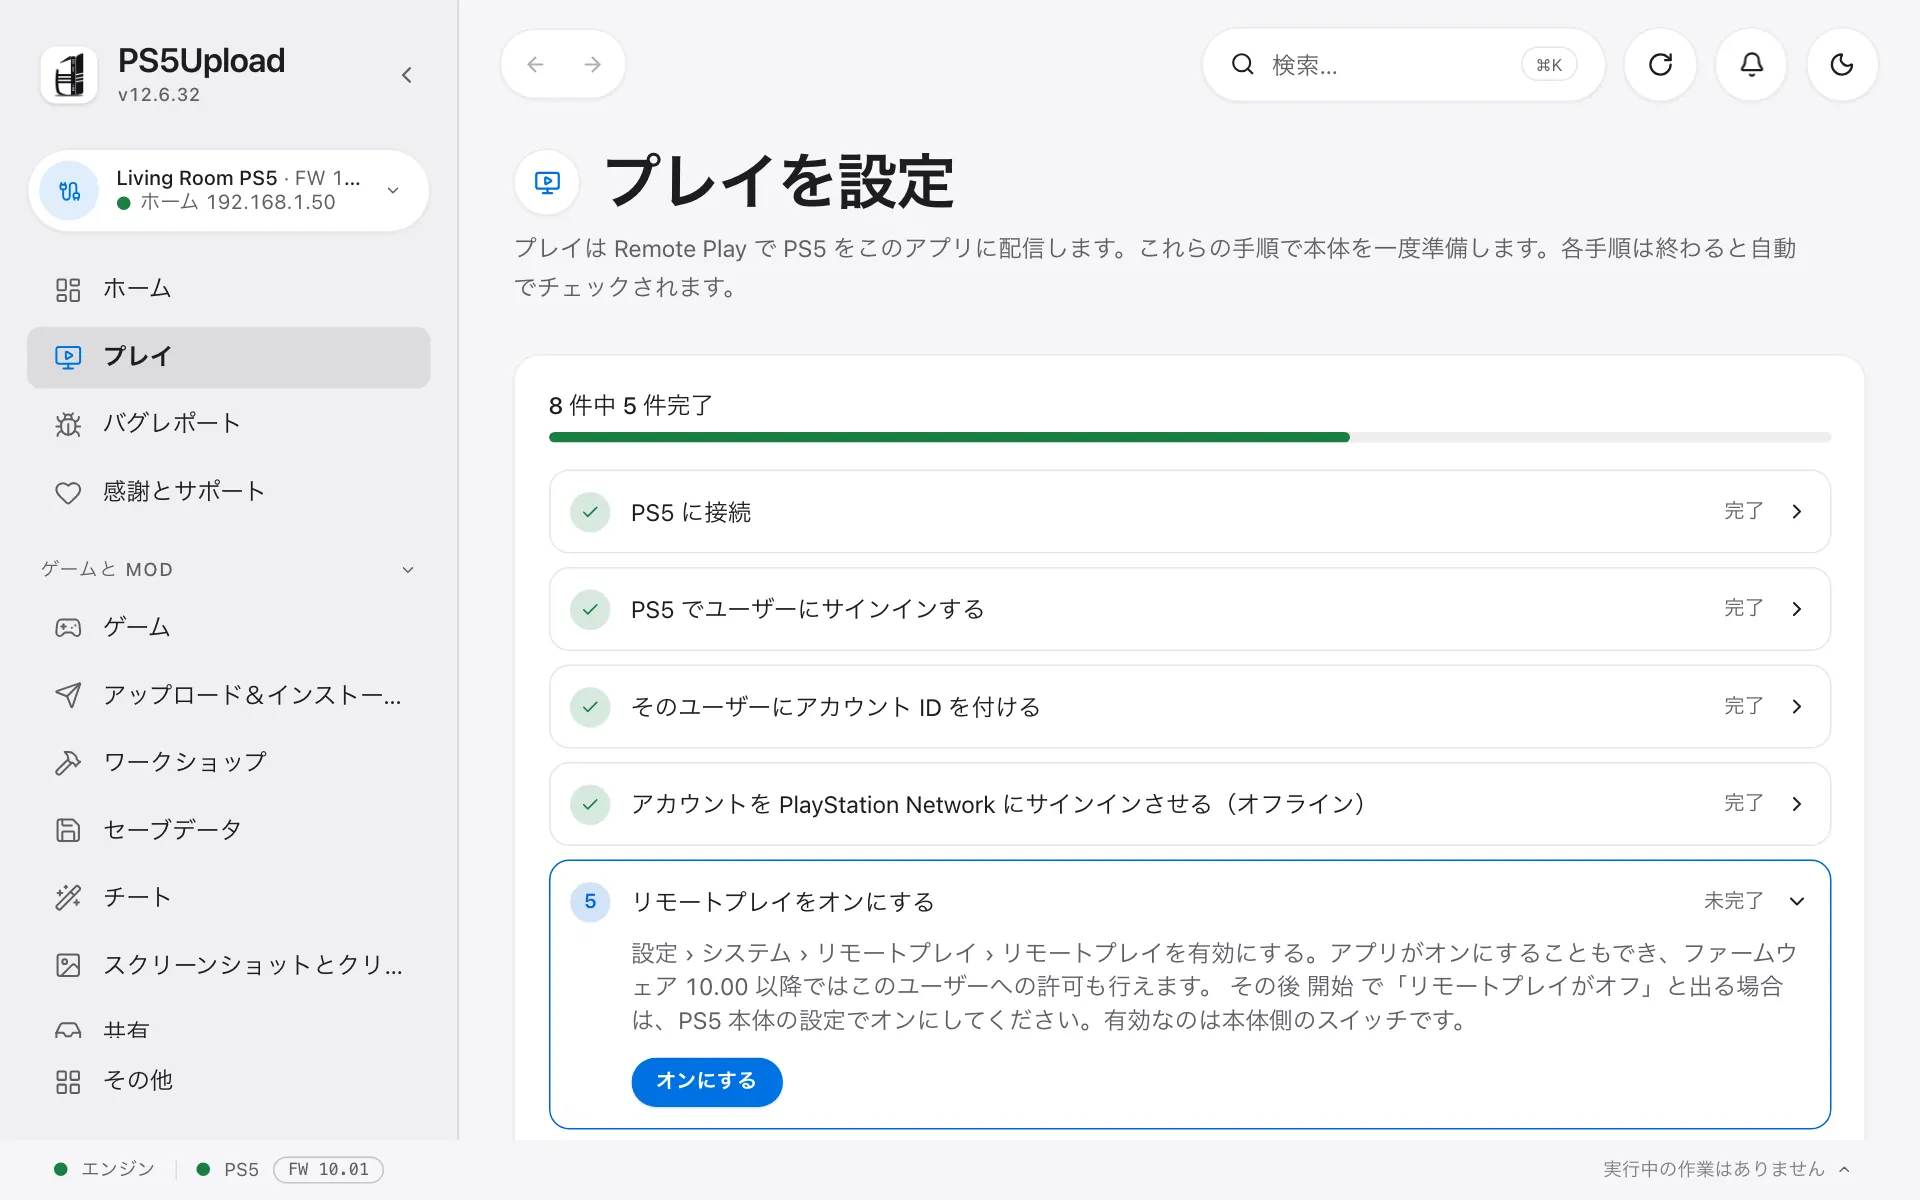 PS5Upload
v12.6.32
Living Room PS5 · FW 1...
ホーム 192.168.1.50
ホーム
プレイ
バグレポート
感謝とサポート
ゲームと MOD
ゲーム
アップロード＆インストー...
ワークショップ
セーブデータ
チート
スクリーンショットとクリ...
共有
その他
検索...
⌘K
プレイを設定
プレイは Remote Play で PS5 をこのアプリに配信します。これらの手順で本体を一度準備します。各手順は終わると自動
でチェックされます。
8 件中 5 件完了
PS5 に接続
完了
PS5 でユーザーにサインインする
完了
そのユーザーにアカウント ID を付ける
完了
アカウントを PlayStation Network にサインインさせる（オフライン）
完了
5
リモートプレイをオンにする
未完了
設定 › システム › リモートプレイ › リモートプレイを有効にする。アプリがオンにすることもでき、ファームウ
ェア 10.00 以降ではこのユーザーへの許可も行えます。 その後 開始 で「リモートプレイがオフ」と出る場合
は、PS5 本体の設定でオンにしてください。有効なのは本体側のスイッチです。
オンにする
エンジン
PS5
FW 10.01
実行中の作業はありません